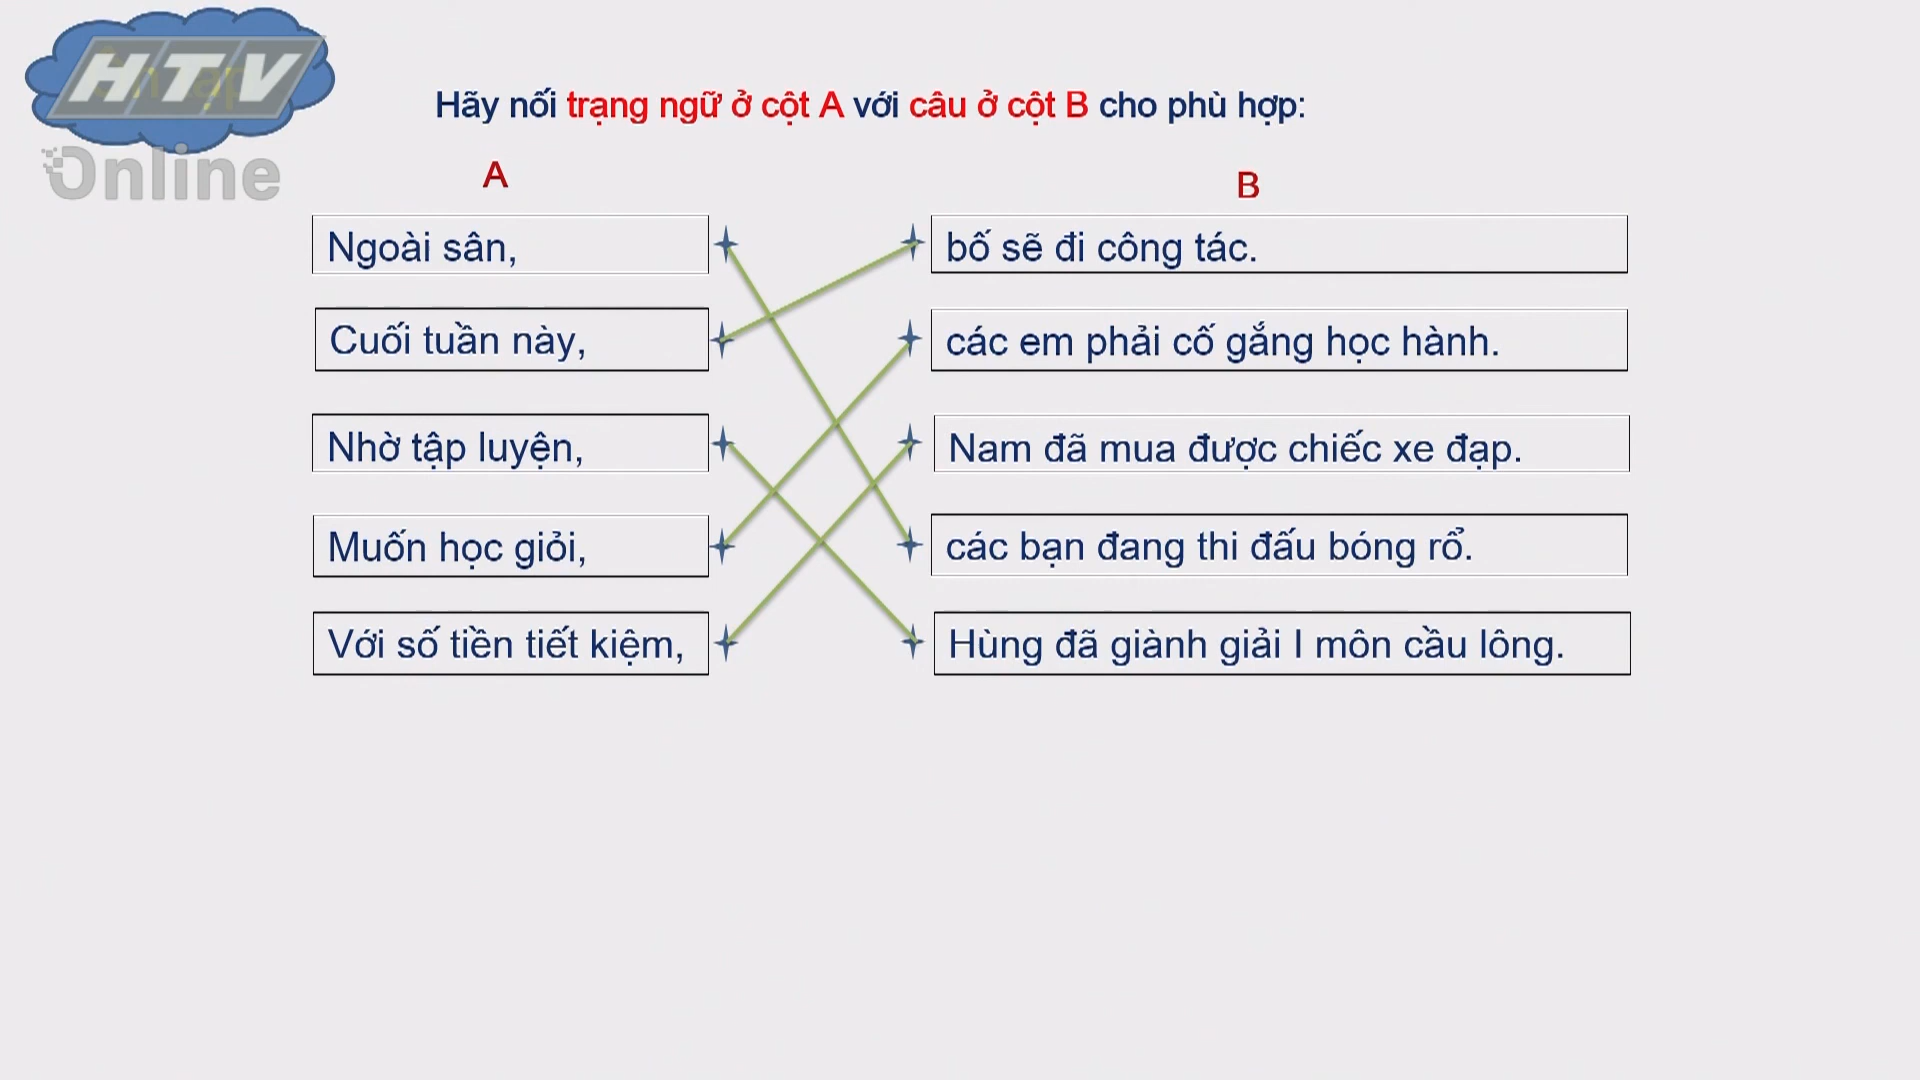 HTV
Online
Hãy nối trạng ngữ ở cột A với câu ở cột B cho phù hợp:
A
B
Ngoài sân,
bố sẽ đi công tác.
Cuối tuần này,
các em phải cố gắng học hành.
Nhờ tập luyện,
Nam đã mua được chiếc xe đạp.
Muốn học giỏi,
các bạn đang thi đấu bóng rổ.
Với số tiền tiết kiệm,
Hùng đã giành giải I môn cầu lông.